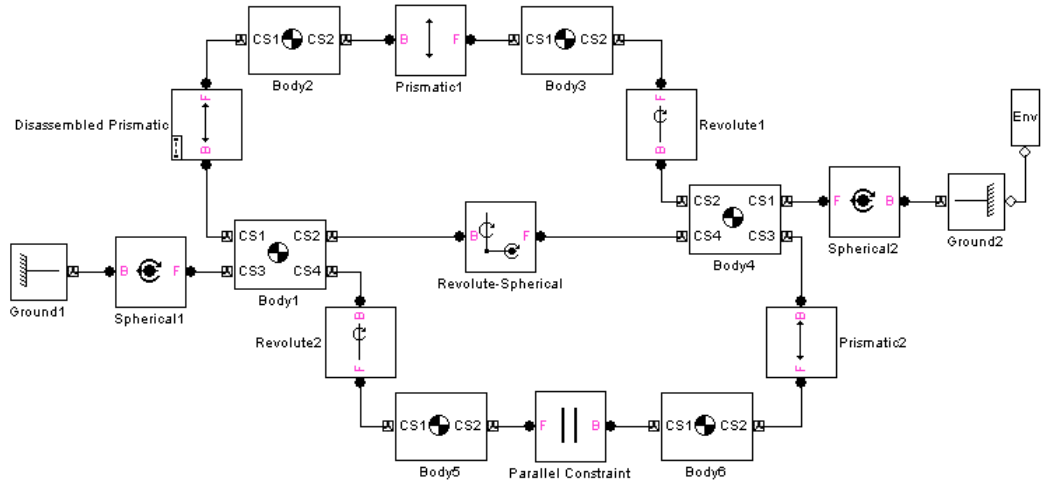 CS1 CS2
Body2
B F
Prismatic1
CS1 CS2
Body3
F
B
Disassembled Prismatic
F
B
Revolute1
Env
CS2 CS1
CS4 CS3
Body4
F B
Spherical2
Ground2
CS1 CS2
CS3 CS4
Body1
B F
Revolute-Spherical
Ground1
B F
Spherical1
B
F
Revolute2
B
F
Prismatic2
CS1 CS2
Body5
F B
Parallel Constraint
CS1 CS2
Body6